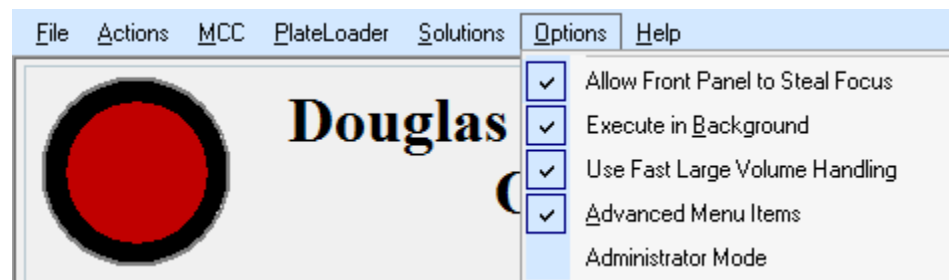 File Actions MCC PlateLoader Solutions Options Help
Allow Front Panel to Steal Focus
Douglas
Execute in Background
Use Fast Large Volume Handling
Advanced Menu Items
Administrator Mode